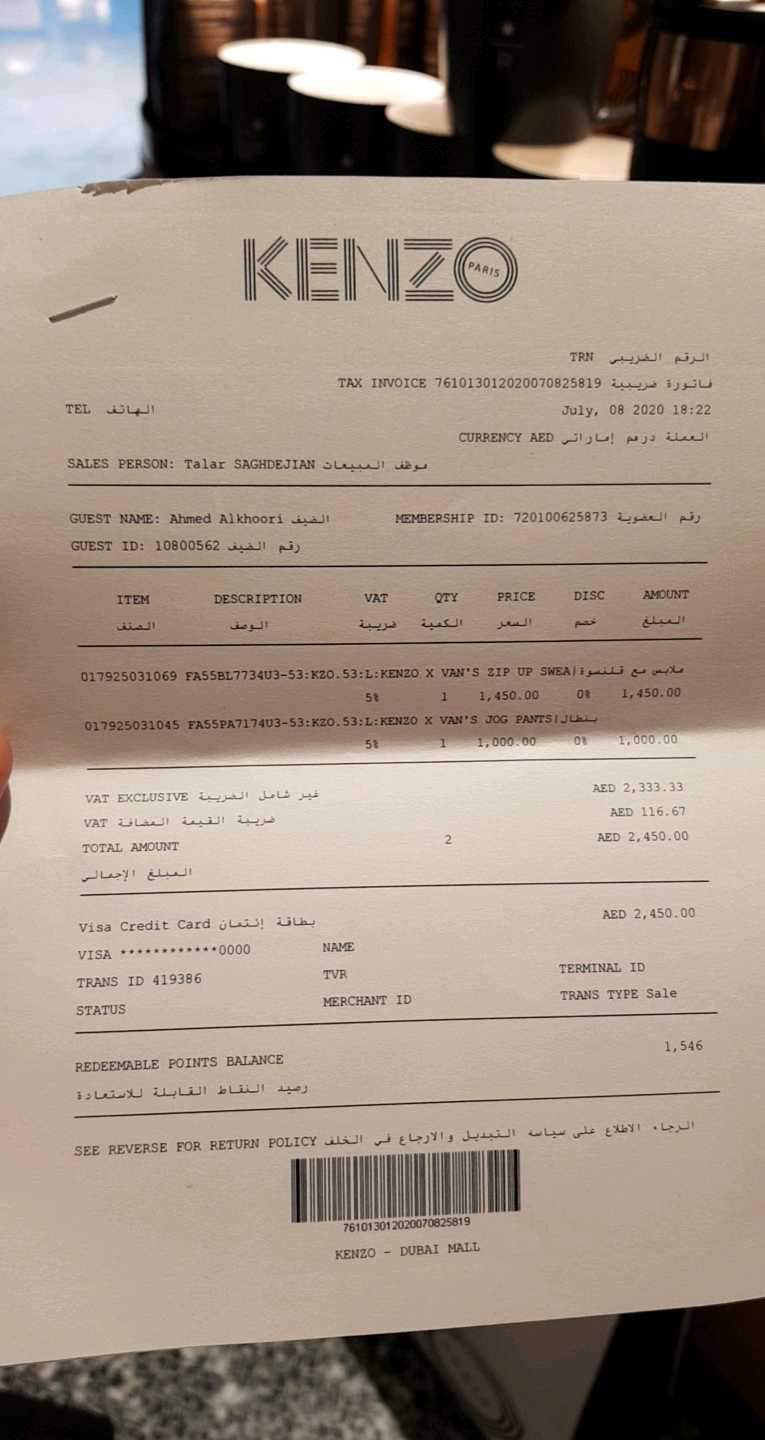 KENZO PARIS
TRN الرقم الضريبي
TAX INVOICE 761013012020070825819 فاتورة ضريبية
TEL الهاتف
July, 08 2020 18:22
CURRENCY AED العملة درهم إماراتي
SALES PERSON: Talar SAGHDEJIAN موظف المبيعات
GUEST NAME: Ahmed Alkhoori الضيف
MEMBERSHIP ID: 720100625873 رقم العضوية
GUEST ID: 10800562 رقم الضيف
ITEM DESCRIPTION VAT QTY PRICE DISC AMOUNT
الصنف الوصف ضريبة الكمية السعر خصم المبلغ
017925031069 FA55BL7734U3-53:KZO.53:L:KENZO X VAN'S ZIP UP SWEA|ملابس مع قلنسوة
5% 1 1,450.00 0% 1,450.00
017925031045 FA55PA7174U3-53:KZO.53:L:KENZO X VAN'S JOG PANTS|بنطال
5% 1 1,000.00 0% 1,000.00
VAT EXCLUSIVE غير شامل الضريبة AED 2,333.33
VAT ضريبة القيمة المضافة AED 116.67
TOTAL AMOUNT 2 AED 2,450.00
المبلغ الإجمالي
Visa Credit Card بطاقة إئتمان AED 2,450.00
VISA ************0000 NAME
TRANS ID 419386 TVR TERMINAL ID
STATUS MERCHANT ID TRANS TYPE Sale
REDEEMABLE POINTS BALANCE 1,546
رصيد النقاط القابلة للاستعادة
SEE REVERSE FOR RETURN POLICY الرجاء الاطلاع على سياسه التبديل والارجاع في الخلف
761013012020070825819
KENZO - DUBAI MALL